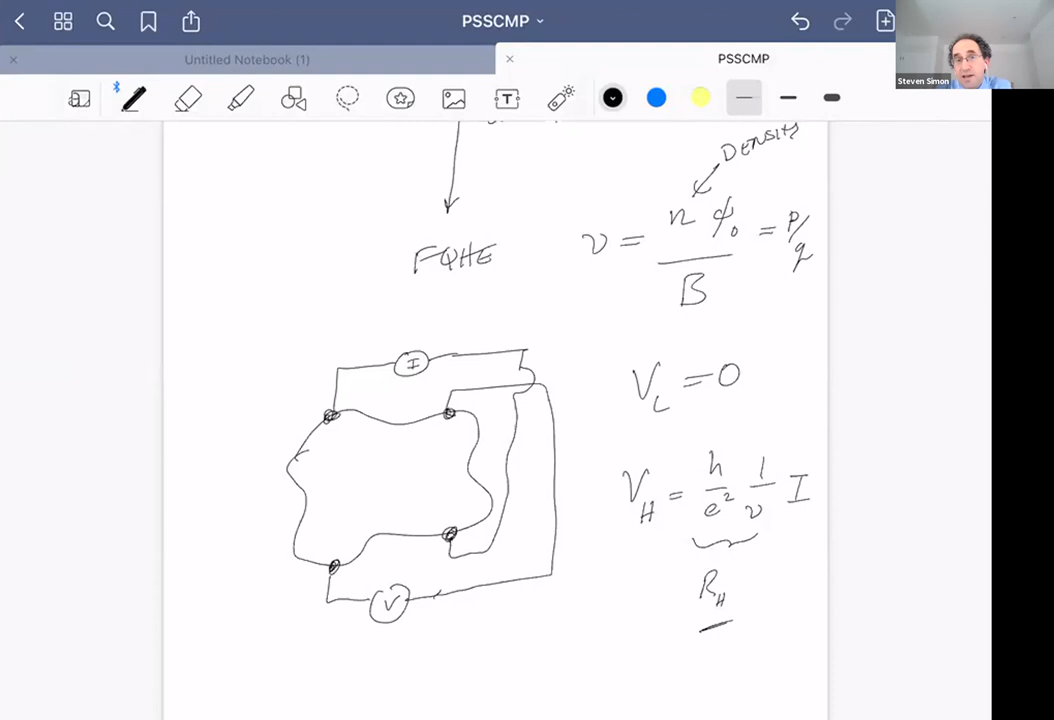 PSSCMP
Untitled Notebook (1)
PSSCMP
Steven Simon
DENSITY
FQHE
ν = n φ₀ / B = p/q
I
V_L = 0
V_H = h/e² 1/ν I
R_H
V